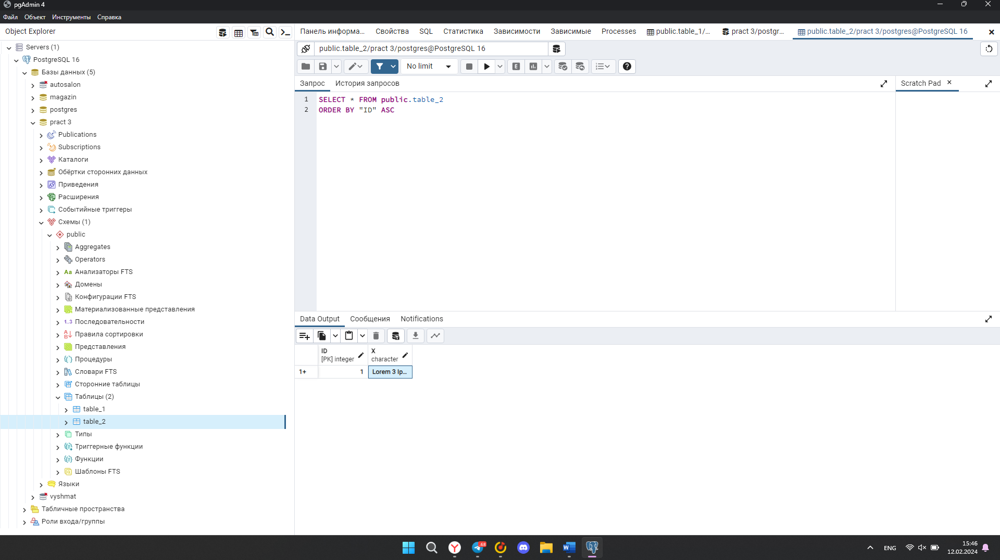 pgAdmin 4
Файл Объект Инструменты Справка
Object Explorer
Servers (1)
PostgreSQL 16
Базы данных (5)
autosalon
magazin
postgres
pract 3
Publications
Subscriptions
Каталоги
Обёртки сторонних данных
Приведения
Расширения
Событийные триггеры
Схемы (1)
public
Aggregates
Operators
Aa Анализаторы FTS
Домены
Конфигурации FTS
Материализованные представления
1..3 Последовательности
Правила сортировки
Представления
Процедуры
Словари FTS
Сторонние таблицы
Таблицы (2)
table_1
table_2
Типы
Триггерные функции
Функции
Шаблоны FTS
Языки
vyshmat
Табличные пространства
Роли входа/группы
Панель информа... Свойства SQL Статистика Зависимости Зависимые Processes public.table_1/... pract 3/postgr... public.table_2/pract 3/postgres@PostgreSQL 16
public.table_2/pract 3/postgres@PostgreSQL 16
No limit E
Запрос История запросов
Scratch Pad
1 SELECT * FROM public.table_2
2 ORDER BY "ID" ASC
Data Output Сообщения Notifications
ID X
[PK] integer character
1+ 1 Lorem 3 Ip...
68
ENG
15:46
12.02.2024